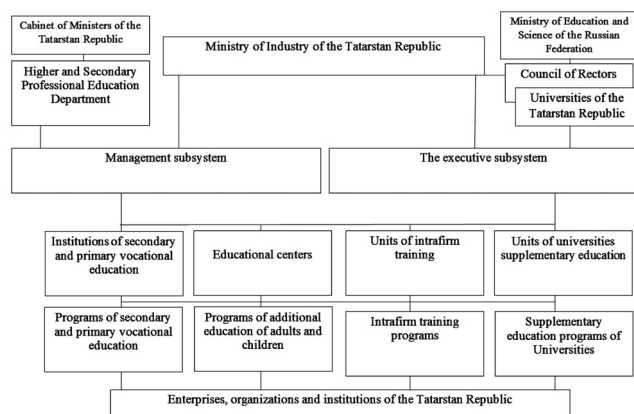 Cabinet of Ministers of the
Tatarstan Republic
Ministry of Industry of the Tatarstan Republic
Ministry of Education and
Science of the Russian
Federation
Higher and Secondary
Professional Education
Department
Council of Rectors
Universities of the
Tatarstan Republic
Management subsystem
The executive subsystem
Institutions of secondary
and primary vocational
education
Educational centers
Units of intrafirm
training
Units of universities
supplementary education
Programs of secondary
and primary vocational
education
Programs of additional
education of adults and
children
Intrafirm training
programs
Supplementary
education programs of
Universities
Enterprises, organizations and institutions of the Tatarstan Republic